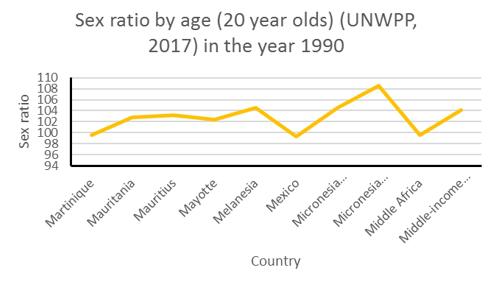 Sex ratio by age (20 year olds) (UNWPP,
2017) in the year 1990
Sex ratio
110
108
106
104
102
100
98
96
94
Martinique
Mauritania
Mauritius
Mayotte
Melanesia
Mexico
Micronesia...
Micronesia...
Middle Africa
Middle-income...
Country